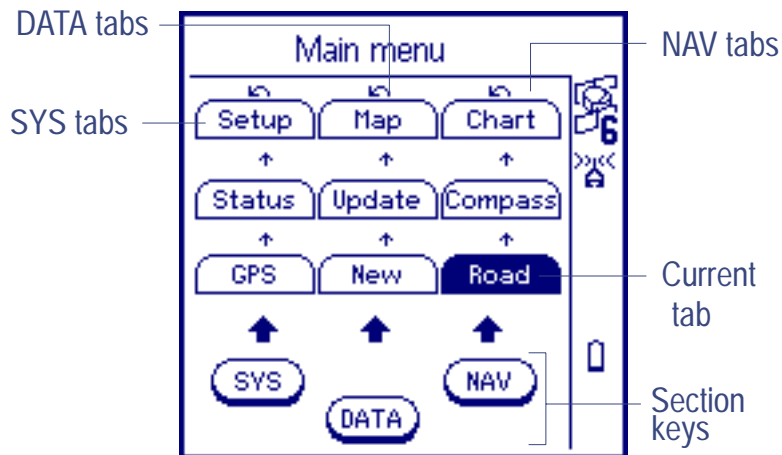 DATA tabs
Main menu
NAV tabs
SYS tabs
Setup Map Chart
6
Status Update Compass
GPS New Road
Current
tab
SYS NAV
DATA
Section
keys